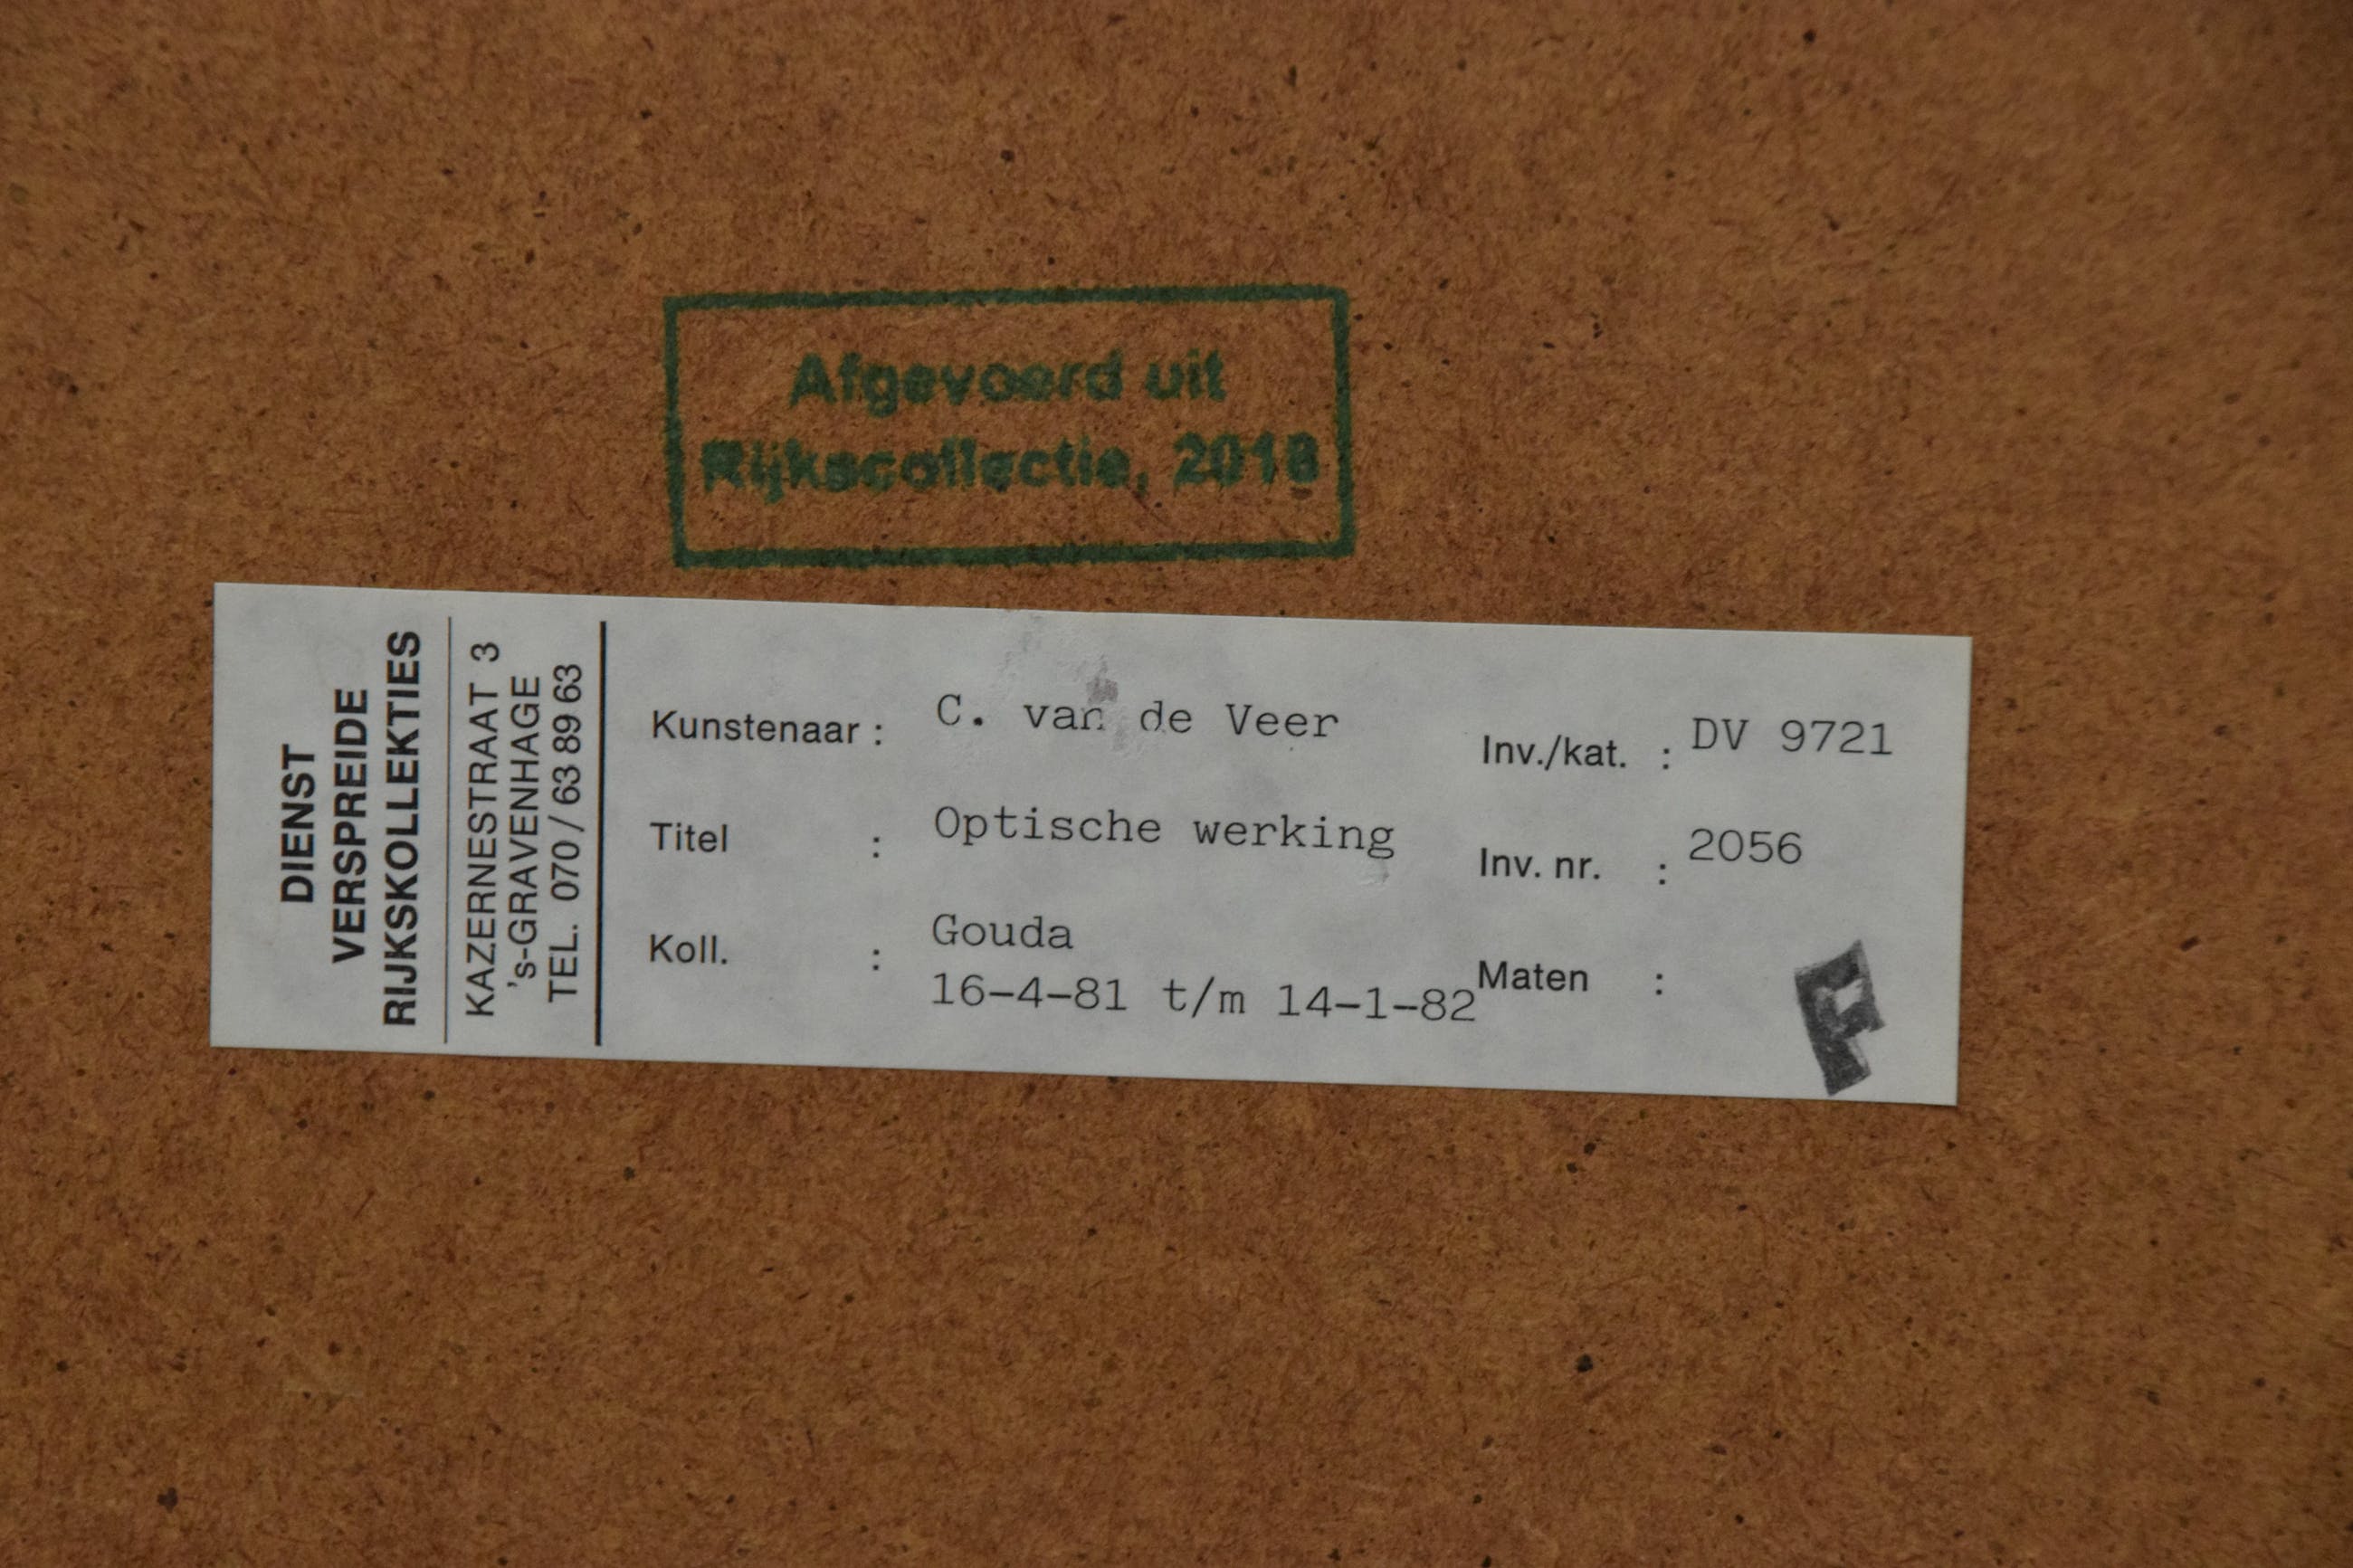 Afgevoerd uit
Rijkscollectie, 2018
DIENST
VERSPREIDE
RIJKSKOLLEKTIES
KAZERNESTRAAT 3
's-GRAVENHAGE
TEL. 070 / 63 89 63
Kunstenaar : C. van de Veer
Inv./kat. : DV 9721
Titel : Optische werking
Inv. nr. : 2056
Koll. : Gouda
16-4-81 t/m 14-1-82
Maten :
F